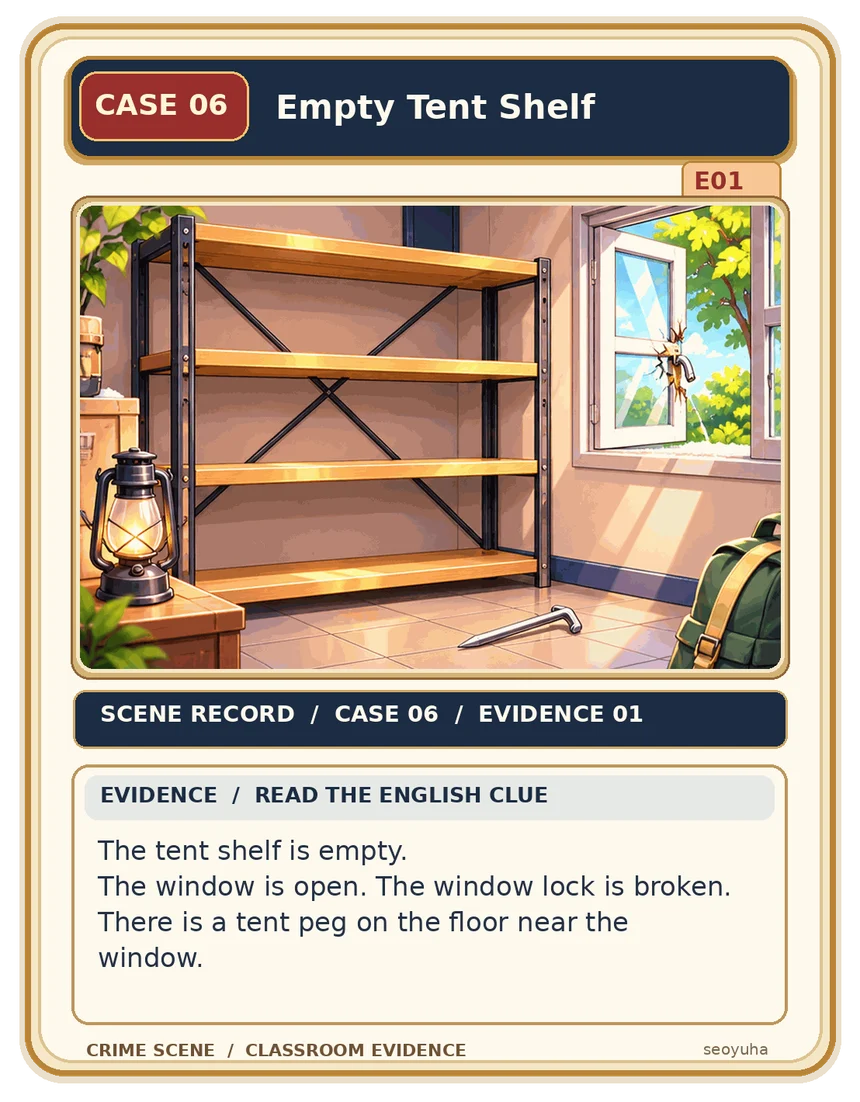 CASE 06
Empty Tent Shelf
E01
SCENE RECORD / CASE 06 / EVIDENCE 01
EVIDENCE / READ THE ENGLISH CLUE
The tent shelf is empty.
The window is open. The window lock is broken.
There is a tent peg on the floor near the
window.
CRIME SCENE / CLASSROOM EVIDENCE
seoyuha